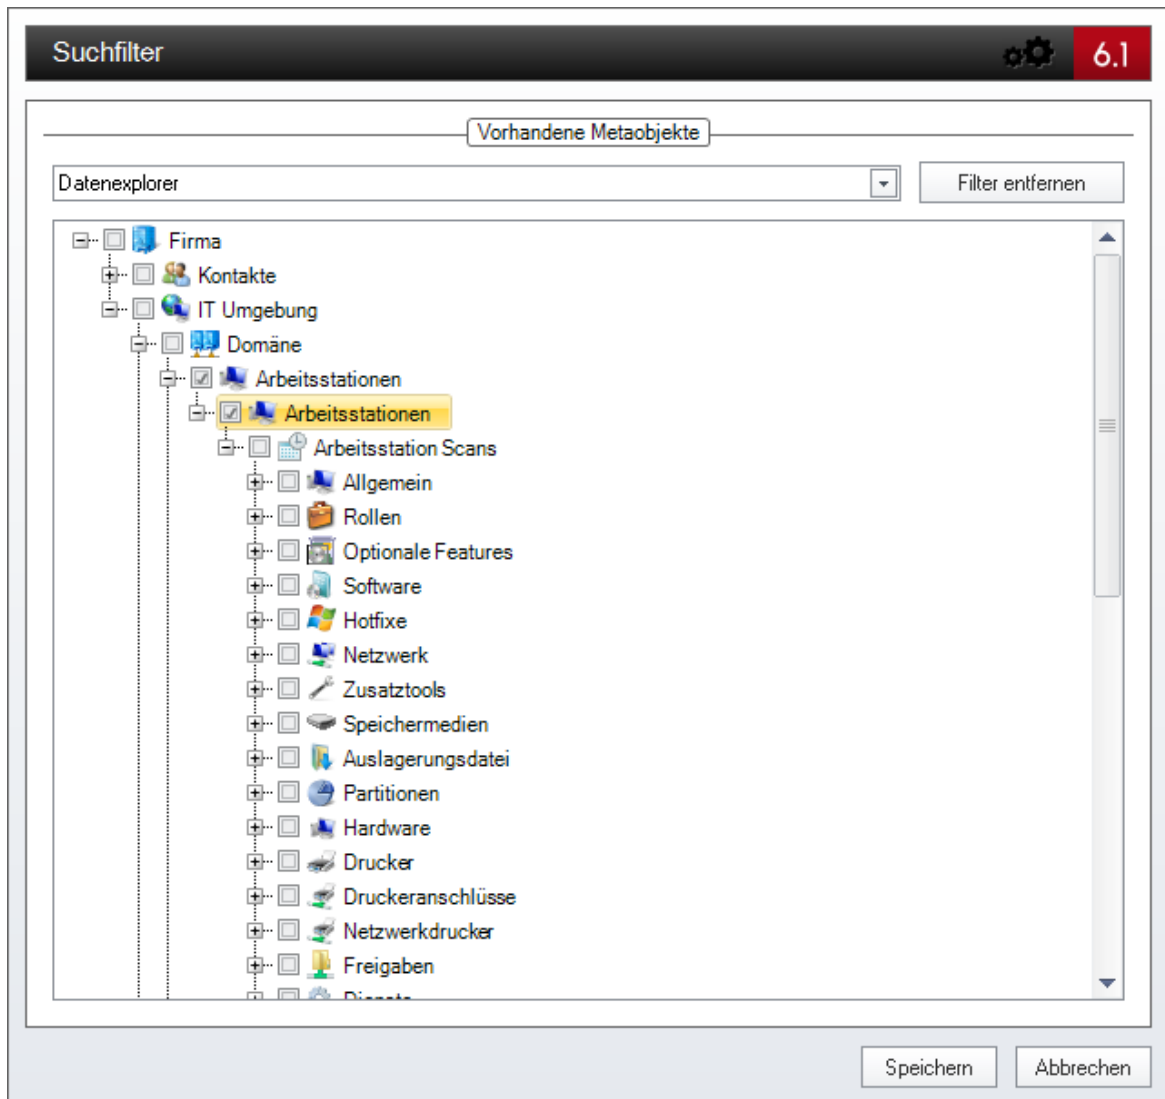 Suchfilter
6.1
Vorhandene Metaobjekte
Datenexplorer
Filter entfernen
Firma
Kontakte
IT Umgebung
Domäne
Arbeitsstationen
Arbeitsstationen
Arbeitsstation Scans
Allgemein
Rollen
Optionale Features
Software
Hotfixe
Netzwerk
Zusatztools
Speichermedien
Auslagerungsdatei
Partitionen
Hardware
Drucker
Druckeranschlüsse
Netzwerkdrucker
Freigaben
Dienste
Speichern
Abbrechen